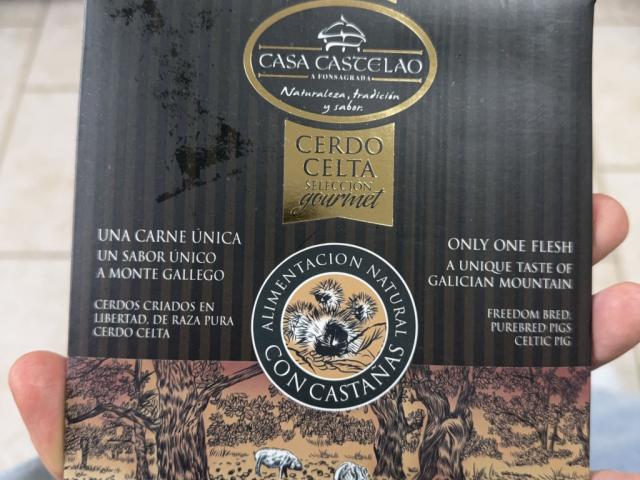 CASA CASTELAO
A FONSAGRADA
Naturaleza, tradición
y sabor.
CERDO
CELTA
SELECCIÓN
gourmet
UNA CARNE ÚNICA
UN SABOR ÚNICO
A MONTE GALLEGO
CERDOS CRIADOS EN
LIBERTAD, DE RAZA PURA
CERDO CELTA
ALIMENTACION NATURAL
CON CASTAÑAS
ONLY ONE FLESH
A UNIQUE TASTE OF
GALICIAN MOUNTAIN
FREEDOM BRED:
PUREBRED PIGS
CELTIC PIG